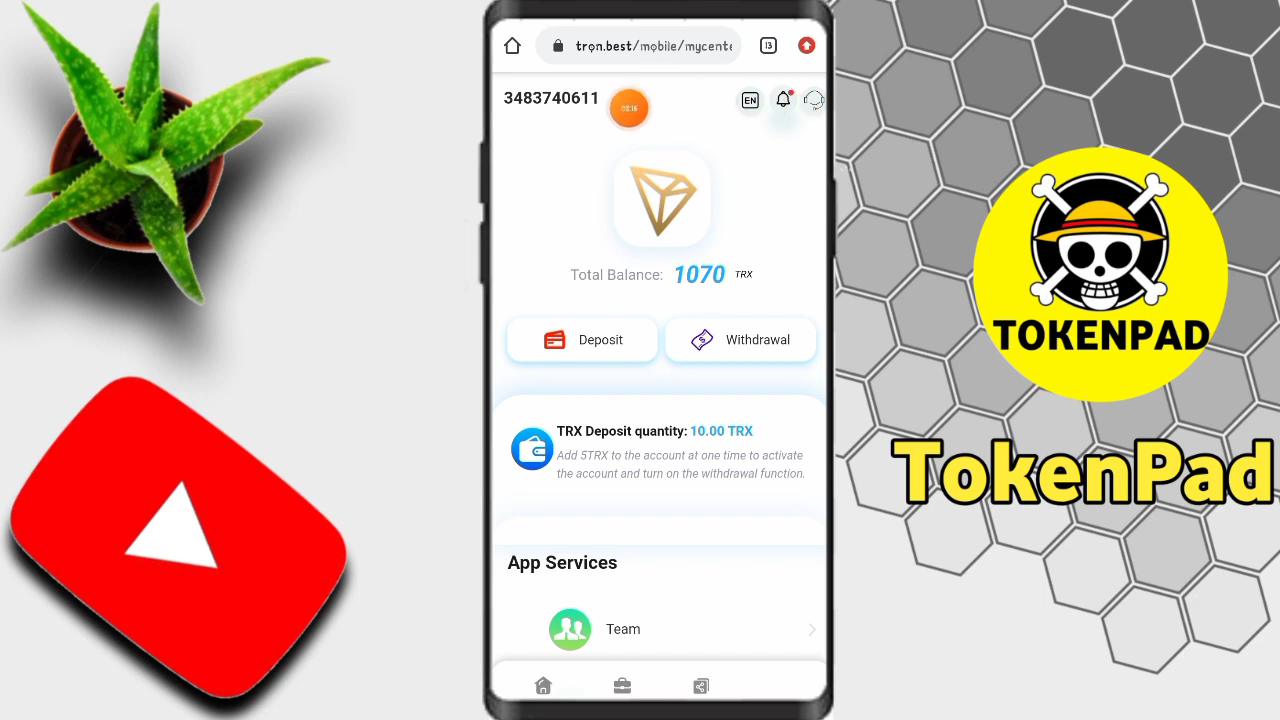 trọn.best/mobile/mycente
13
3483740611
EN
Total Balance: 1070 TRX
Deposit
Withdrawal
TRX Deposit quantity: 10.00 TRX
Add 5TRX to the account at one time to activate
the account and turn on the withdrawal function.
App Services
Team
TOKENPAD
TokenPad